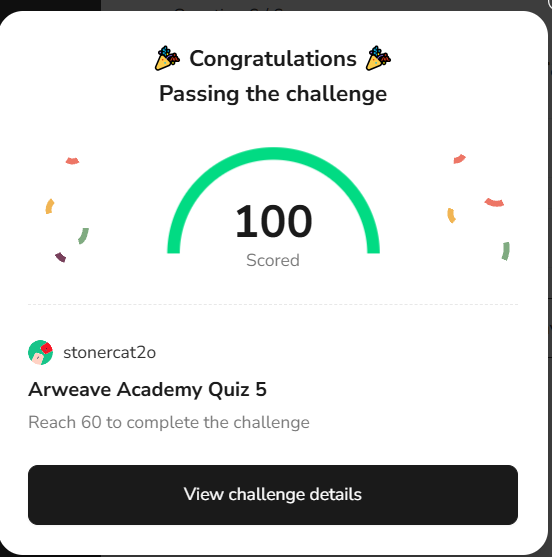 Congratulations
Passing the challenge
100
Scored
stonercat2o
Arweave Academy Quiz 5
Reach 60 to complete the challenge
View challenge details